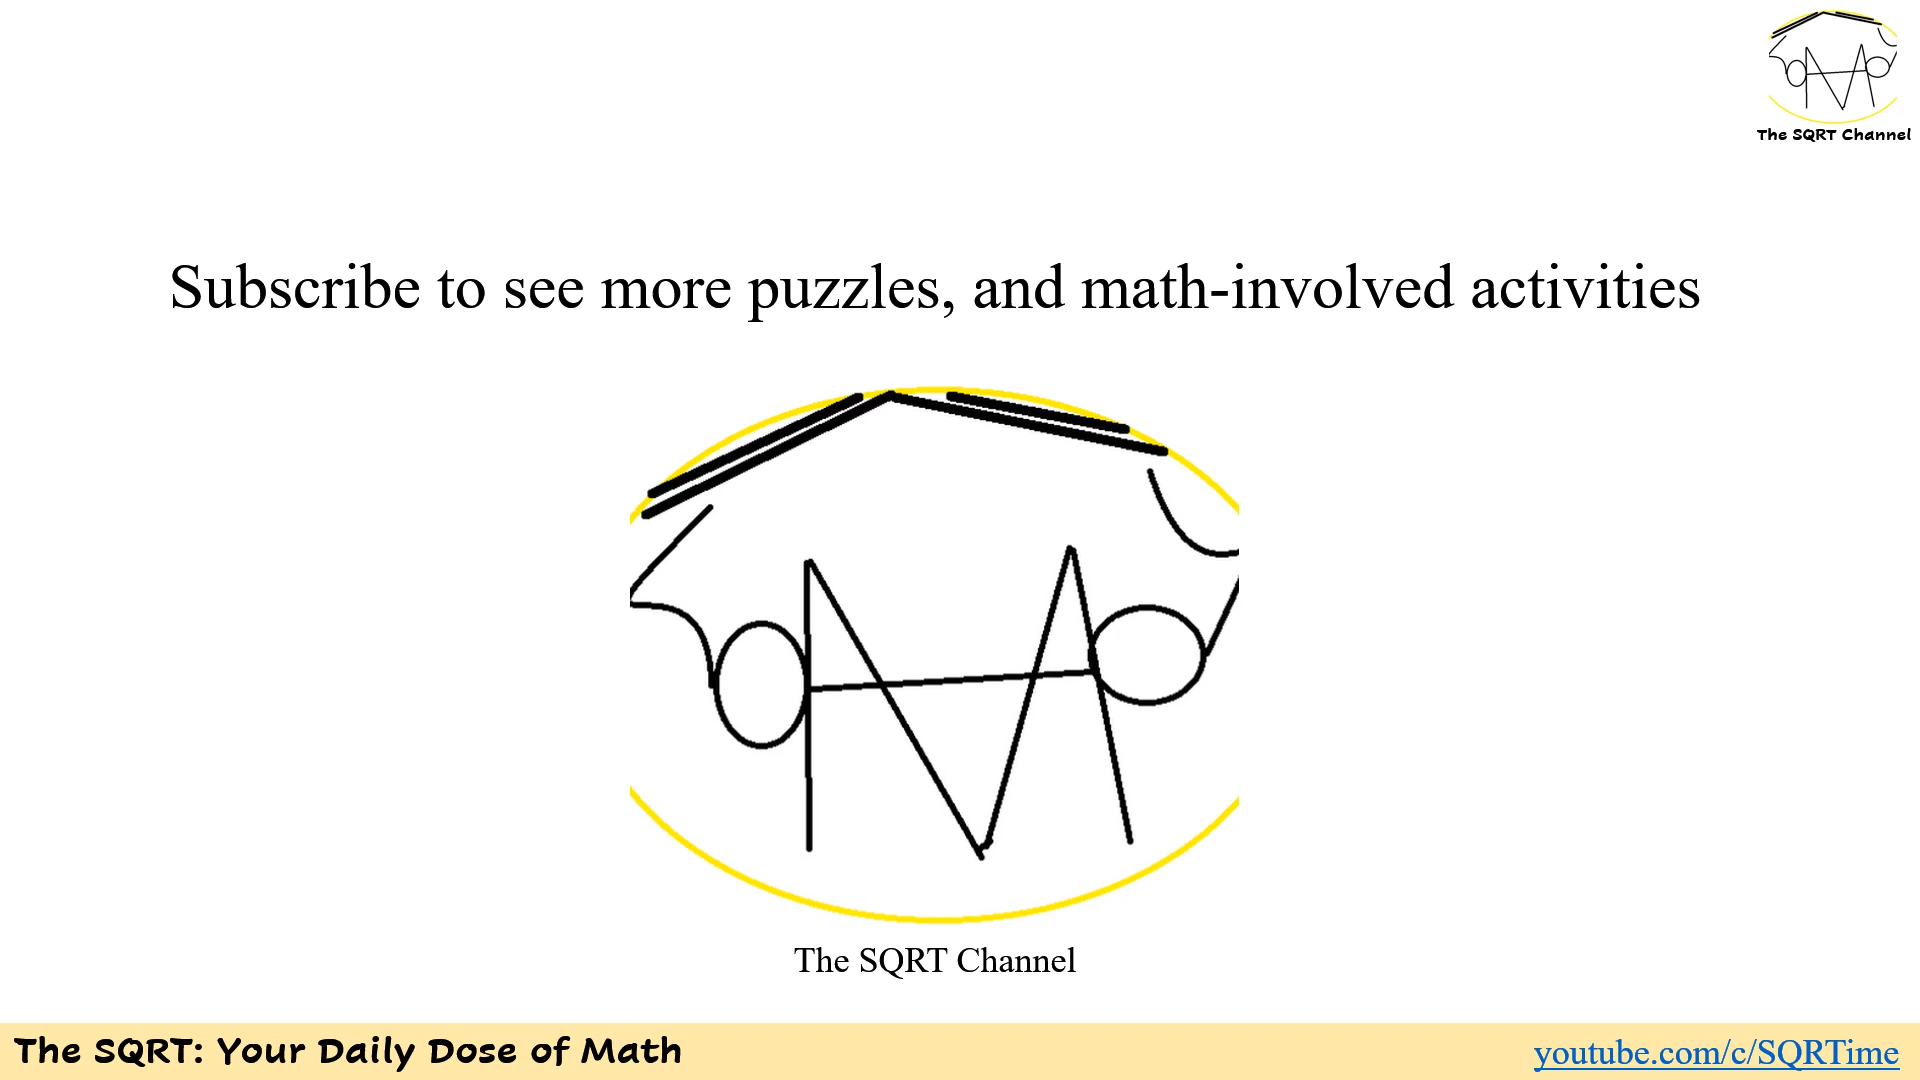 The SQRT Channel
Subscribe to see more puzzles, and math-involved activities
The SQRT Channel
The SQRT: Your Daily Dose of Math
youtube.com/c/SQRTime